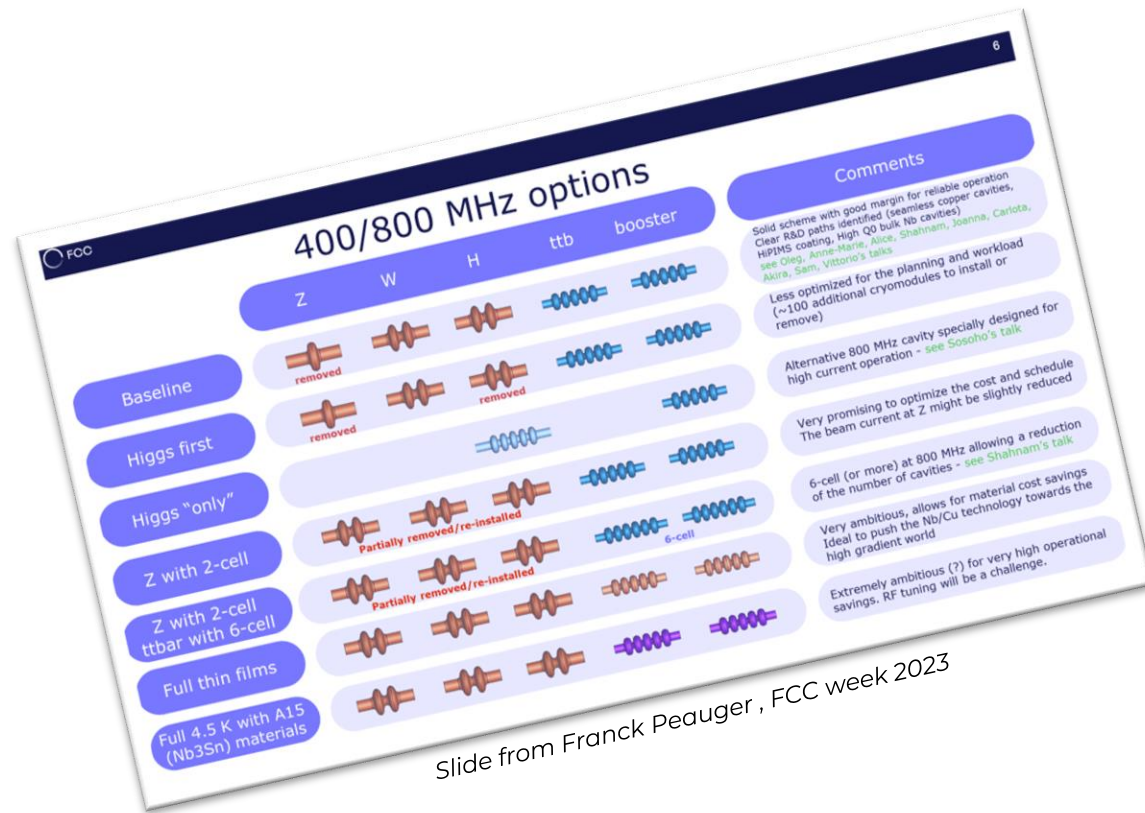 6
FCC
400/800 MHz options
Z
W
H
ttb
booster
Comments
Baseline
removed
Solid scheme with good margin for reliable operation
Clear R&D paths identified (seamless copper cavities,
HiPIMS coating, High Q0 bulk Nb cavities)
see Oleg, Anne-Marie, Alice, Shahnam, Joanna, Carlota,
Akira, Sam, Vittorio's talks
Higgs first
removed
removed
Less optimized for the planning and workload
(~100 additional cryomodules to install or
remove)
Higgs “only”
Alternative 800 MHz cavity specially designed for
high current operation - see Sosoho's talk
Z with 2-cell
Partially removed/re-installed
Very promising to optimize the cost and schedule
The beam current at Z might be slightly reduced
Z with 2-cell
ttbar with 6-cell
Partially removed/re-installed
6-cell
6-cell (or more) at 800 MHz allowing a reduction
of the number of cavities - see Shahnam's talk
Full thin films
Very ambitious, allows for material cost savings
Ideal to push the Nb/Cu technology towards the
high gradient world
Full 4.5 K with A15
(Nb3Sn) materials
Extremely ambitious (?) for very high operational
savings. RF tuning will be a challenge.
Slide from Franck Peauger , FCC week 2023